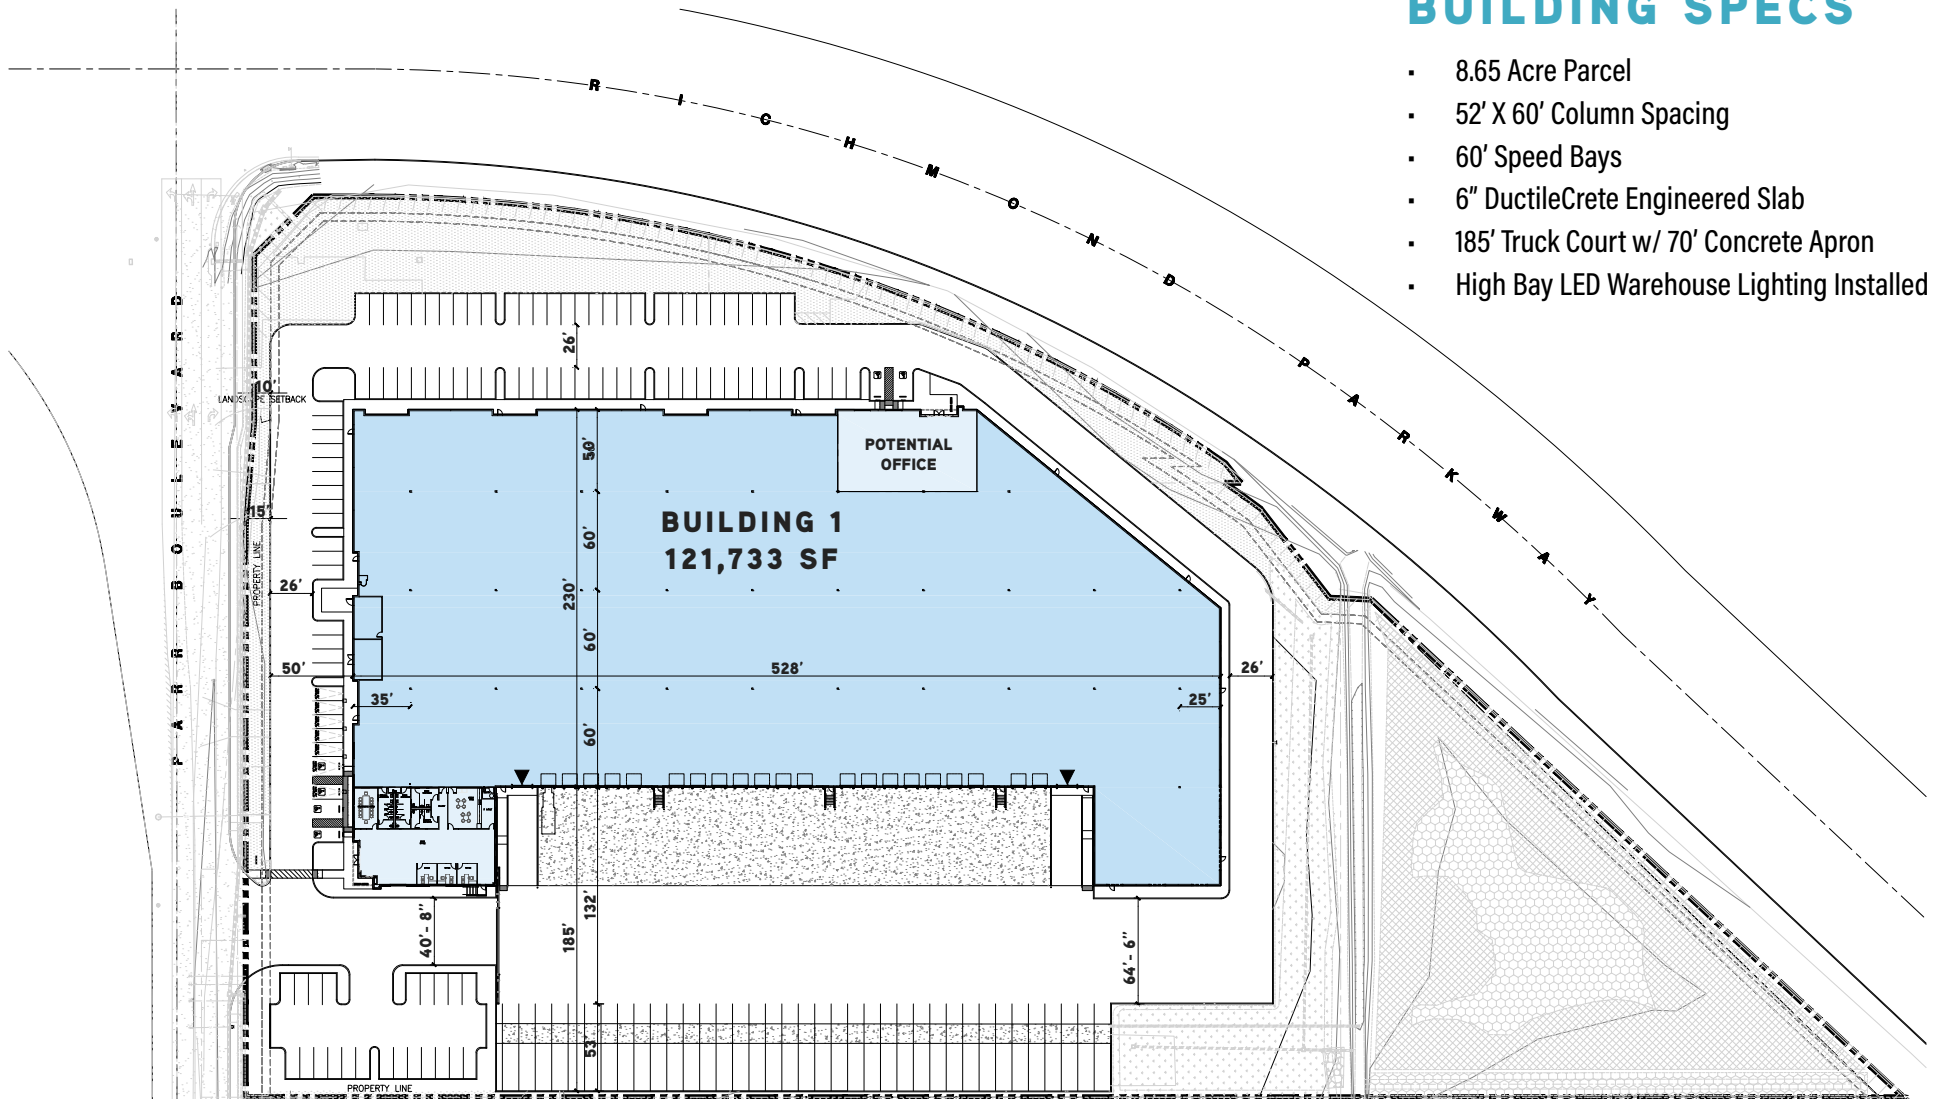 BUILDING SPECS
▪ 8.65 Acre Parcel
▪ 52' X 60' Column Spacing
▪ 60' Speed Bays
▪ 6" DuctileCrete Engineered Slab
▪ 185' Truck Court w/ 70' Concrete Apron
▪ High Bay LED Warehouse Lighting Installed
RICHMOND PARKWAY
PARR BOULEVARD
26'
10'
LANDSCAPE SETBACK
15'
PROPERTY LINE
26'
50'
50'
POTENTIAL
OFFICE
BUILDING 1
121,733 SF
60'
230'
60'
528'
26'
35'
25'
60'
40'- 8"
132'
185'
64'- 6"
53'
PROPERTY LINE